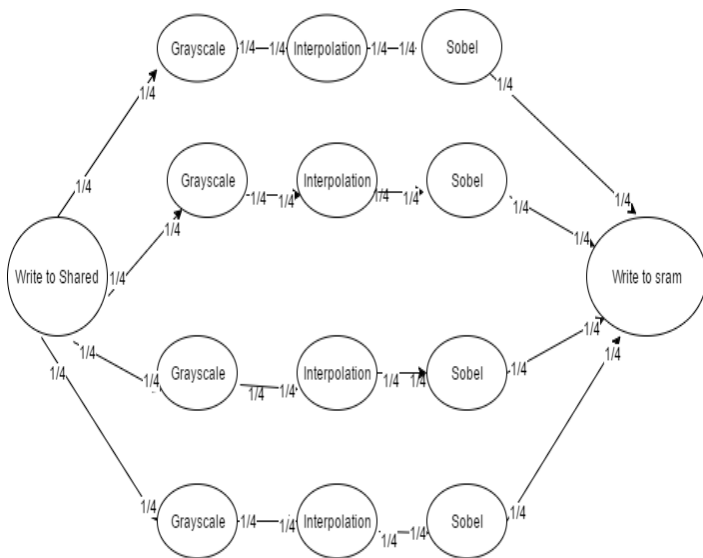 Grayscale 1/4 1/4 Interpolation 1/4 1/4 Sobel
1/4 1/4
1/4 1/4
Grayscale 1/4 1/4 Interpolation 1/4 1/4 Sobel 1/4
1/4 1/4
Write to Shared 1/4 Write to sram
1/4 1/4
1/4 Grayscale 1/4 1/4 Interpolation 1/4 1/4 Sobel 1/4
1/4 1/4
1/4 1/4
Grayscale 1/4 1/4 Interpolation 1/4 1/4 Sobel